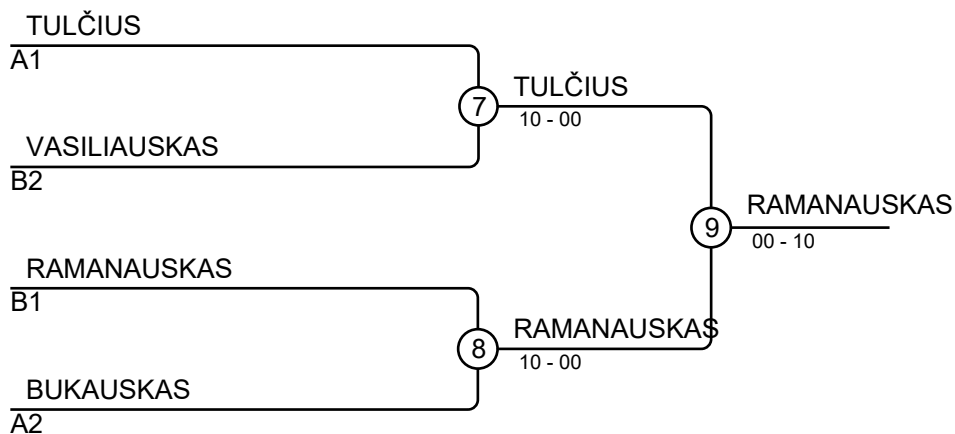 TULČIUS
A1
7
TULČIUS
10 - 00
VASILIAUSKAS
B2
9
RAMANAUSKAS
00 - 10
RAMANAUSKAS
B1
8
RAMANAUSKAS
10 - 00
BUKAUSKAS
A2